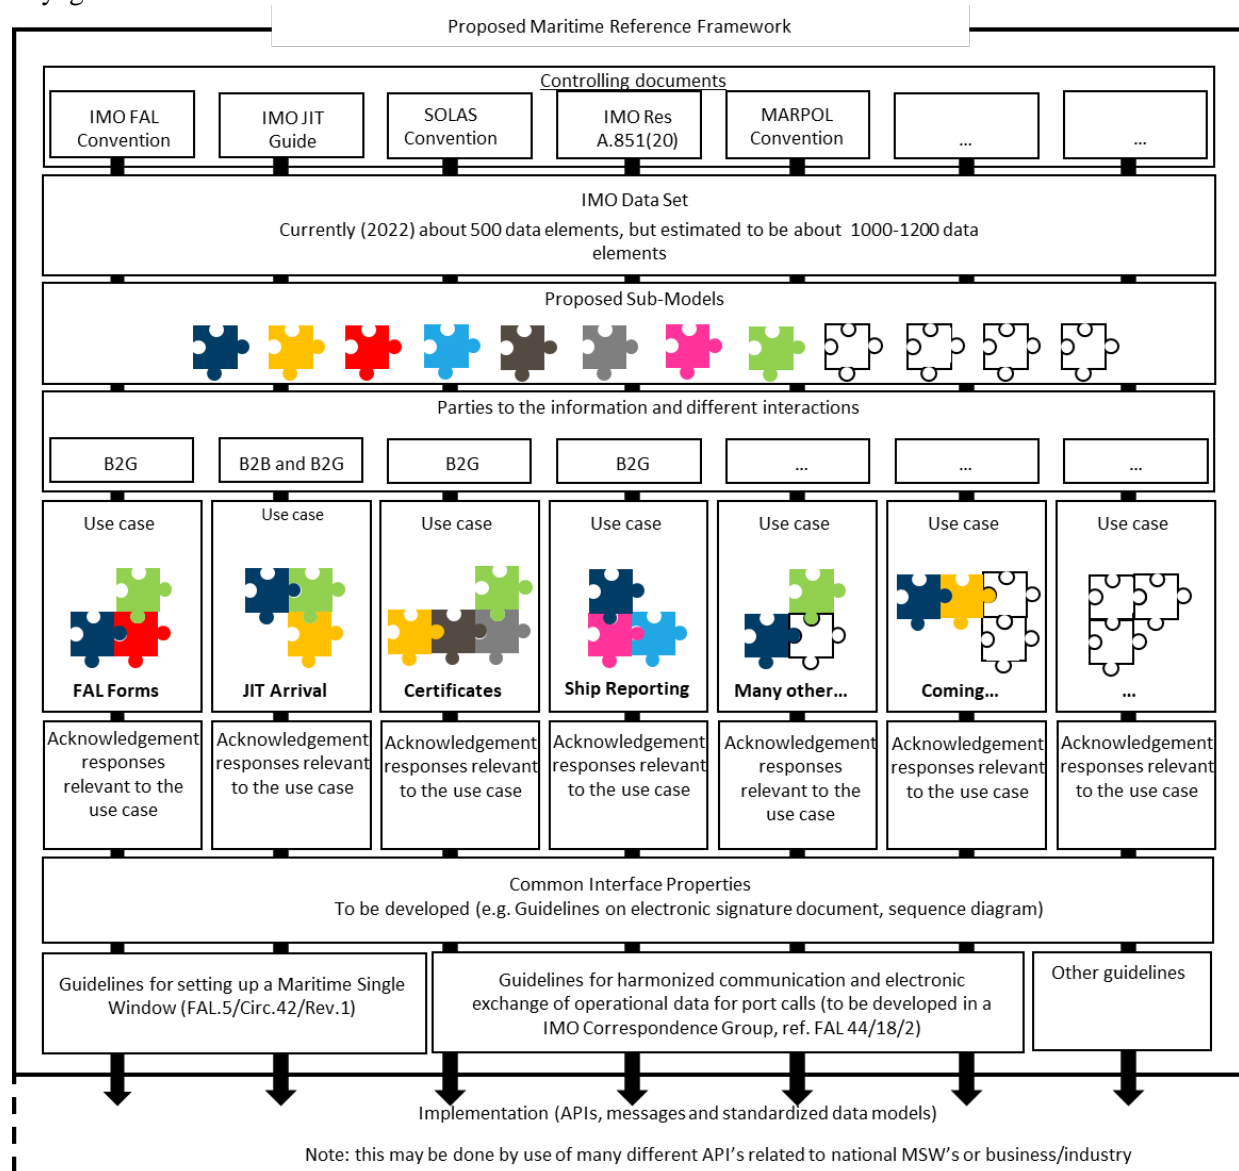 Proposed Maritime Reference Framework
Controlling documents
IMO FAL
Convention
IMO JIT
Guide
SOLAS
Convention
IMO Res
A.851(20)
MARPOL
Convention
...
...
IMO Data Set
Currently (2022) about 500 data elements, but estimated to be about 1000-1200 data
elements
Proposed Sub-Models
Parties to the information and different interactions
B2G
B2B and B2G
B2G
B2G
...
...
...
Use case
FAL Forms
Use case
JIT Arrival
Use case
Certificates
Use case
Ship Reporting
Use case
Many other...
Use case
Coming...
Use case
...
Acknowledgement
responses
relevant to the
use case
Acknowledgement
responses relevant
to the use case
Acknowledgement
responses relevant
to the use case
Acknowledgement
responses relevant
to the use case
Acknowledgement
responses
relevant to the
use case
Acknowledgement
responses relevant
to the use case
Acknowledgement
responses relevant
to the use case
Common Interface Properties
To be developed (e.g. Guidelines on electronic signature document, sequence diagram)
Guidelines for setting up a Maritime Single
Window (FAL.5/Circ.42/Rev.1)
Guidelines for harmonized communication and electronic
exchange of operational data for port calls (to be developed in a
IMO Correspondence Group, ref. FAL 44/18/2)
Other guidelines
Implementation (APIs, messages and standardized data models)
Note: this may be done by use of many different API's related to national MSW's or business/industry